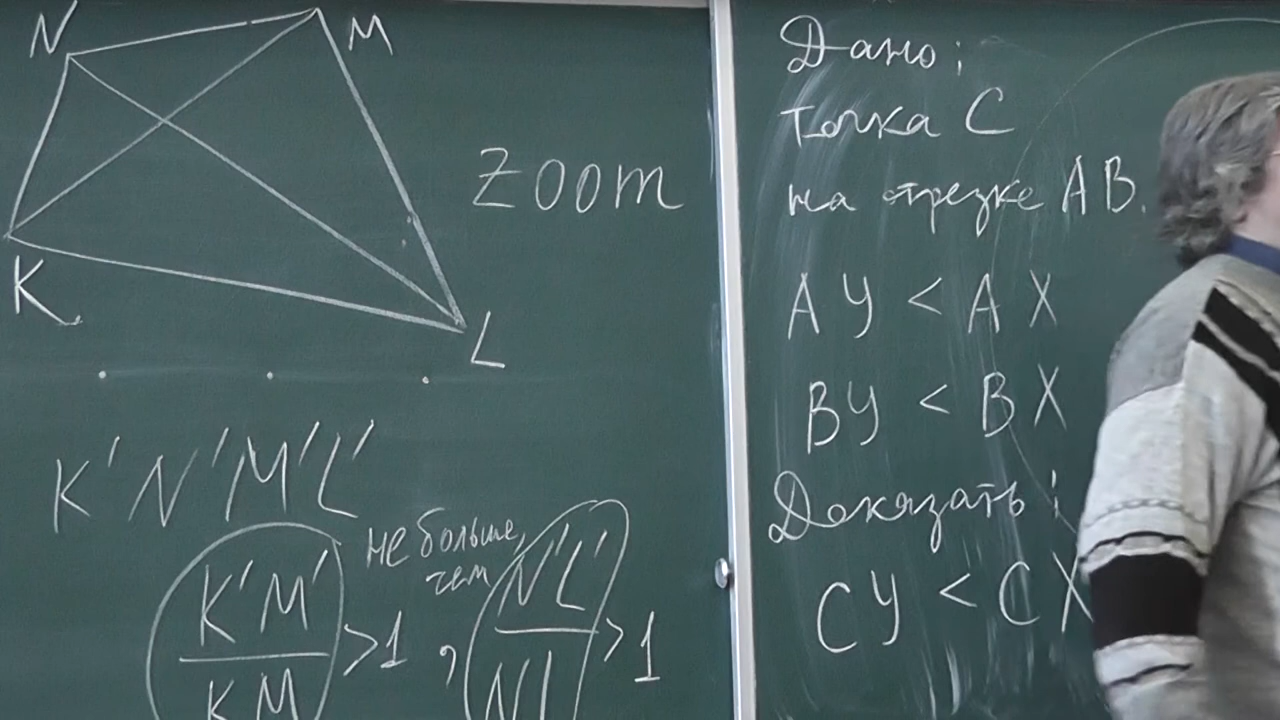 N M
Zoom
K
L
K'N'M'L'
не больше,
чем
K'M' / KM >1 , N'L' / NL >1
Дано:
точка C
на отрезке AB.
AY < AX
BY < BX
Доказать:
CY < CX